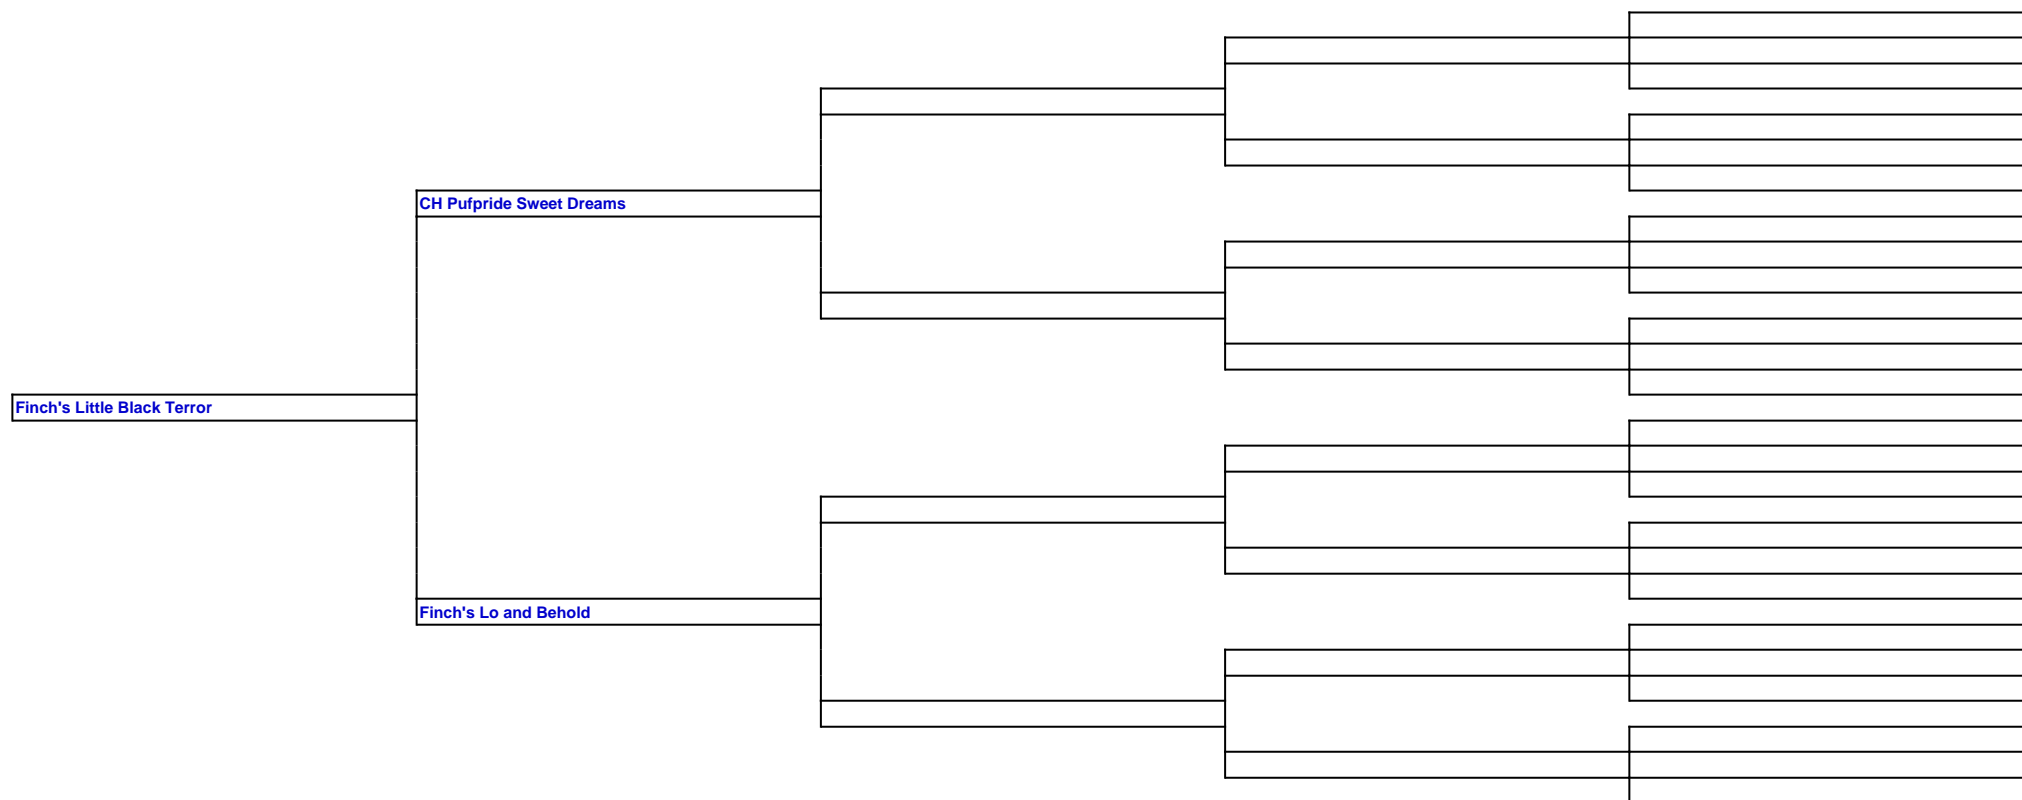 CH Pufpride Sweet Dreams
Finch's Little Black Terror
Finch's Lo and Behold